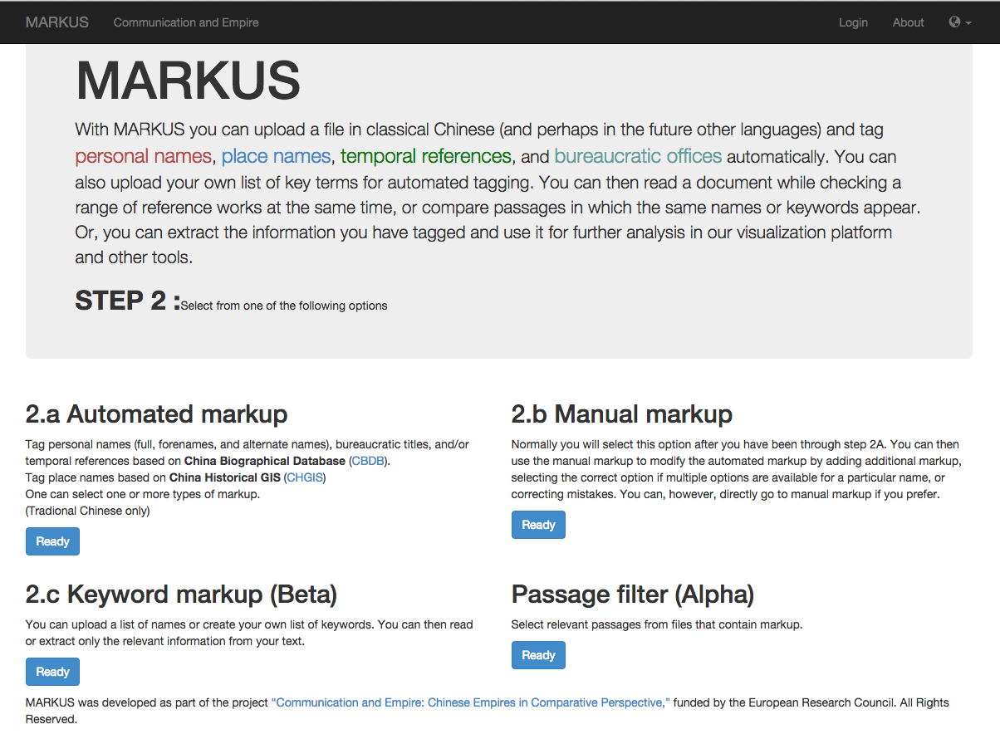 MARKUS Communication and Empire Login About
MARKUS
With MARKUS you can upload a file in classical Chinese (and perhaps in the future other languages) and tag
personal names, place names, temporal references, and bureaucratic offices automatically. You can
also upload your own list of key terms for automated tagging. You can then read a document while checking a
range of reference works at the same time, or compare passages in which the same names or keywords appear.
Or, you can extract the information you have tagged and use it for further analysis in our visualization platform
and other tools.
STEP 2 :Select from one of the following options
2.a Automated markup
Tag personal names (full, forenames, and alternate names), bureaucratic titles, and/or
temporal references based on China Biographical Database (CBDB).
Tag place names based on China Historical GIS (CHGIS)
One can select one or more types of markup.
(Tradional Chinese only)
Ready
2.b Manual markup
Normally you will select this option after you have been through step 2A. You can then
use the manual markup to modify the automated markup by adding additional markup,
selecting the correct option if multiple options are available for a particular name, or
correcting mistakes. You can, however, directly go to manual markup if you prefer.
Ready
2.c Keyword markup (Beta)
You can upload a list of names or create your own list of keywords. You can then read
or extract only the relevant information from your text.
Ready
Passage filter (Alpha)
Select relevant passages from files that contain markup.
Ready
MARKUS was developed as part of the project “Communication and Empire: Chinese Empires in Comparative Perspective,” funded by the European Research Council. All Rights
Reserved.